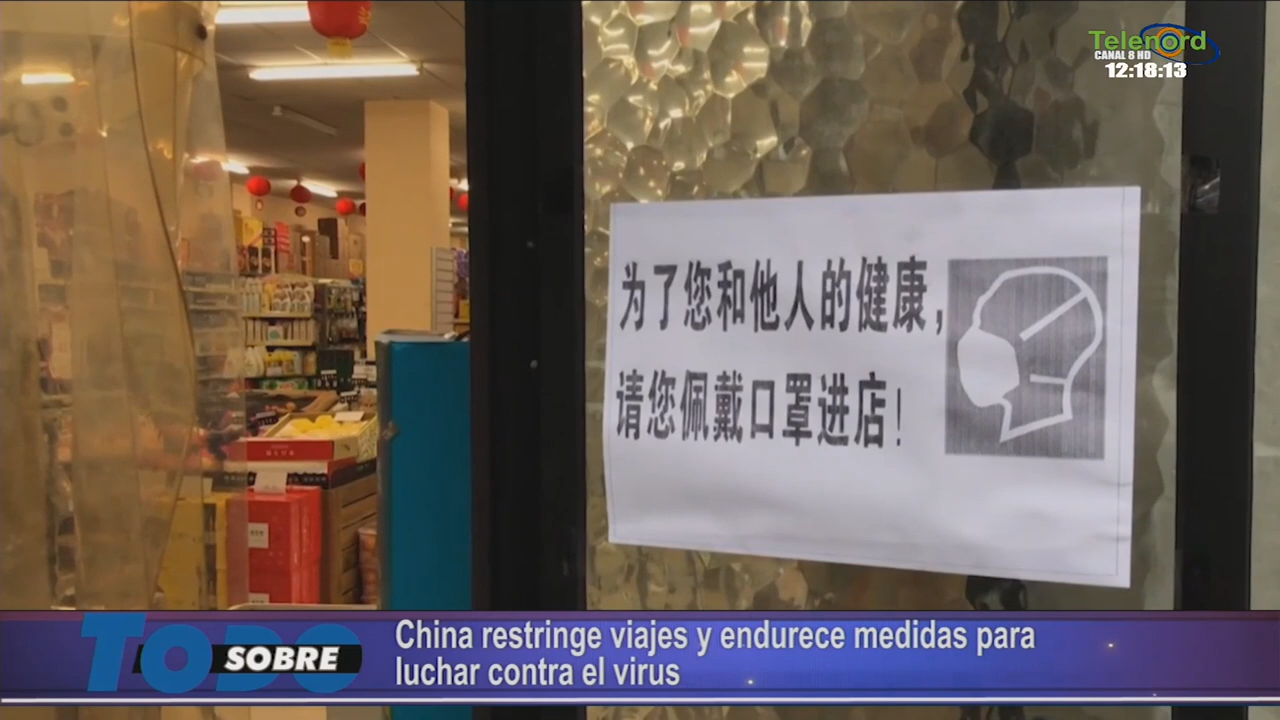 Telenord
CANAL 8 HD
12:18:13
为了您和他人的健康，
请您佩戴口罩进店！
TODO
SOBRE
China restringe viajes y endurece medidas para
luchar contra el virus